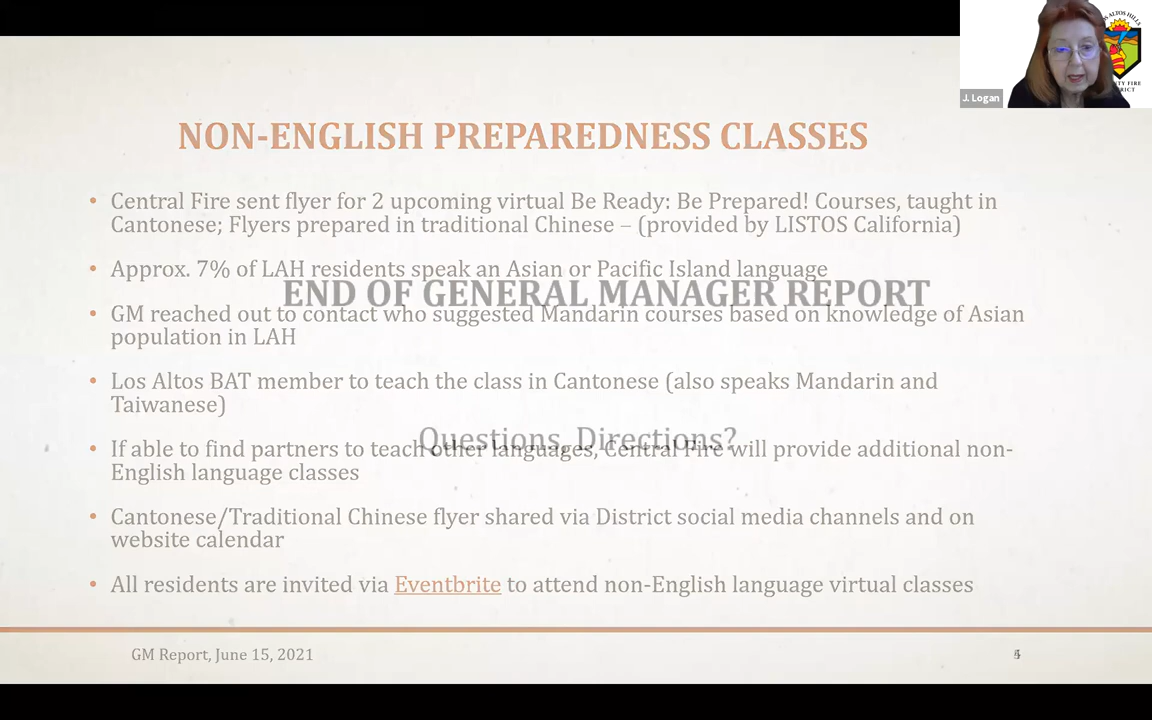 J. Logan
NON-ENGLISH PREPAREDNESS CLASSES
• Central Fire sent flyer for 2 upcoming virtual Be Ready: Be Prepared! Courses, taught in
Cantonese; Flyers prepared in traditional Chinese – (provided by LISTOS California)
• Approx. 7% of LAH residents speak an Asian or Pacific Island language
END OF GENERAL MANAGER REPORT
• GM reached out to contact who suggested Mandarin courses based on knowledge of Asian
population in LAH
• Los Altos BAT member to teach the class in Cantonese (also speaks Mandarin and
Taiwanese)
Questions, Directions?
• If able to find partners to teach other languages, Central Fire will provide additional non-
English language classes
• Cantonese/Traditional Chinese flyer shared via District social media channels and on
website calendar
• All residents are invited via Eventbrite to attend non-English language virtual classes
GM Report, June 15, 2021